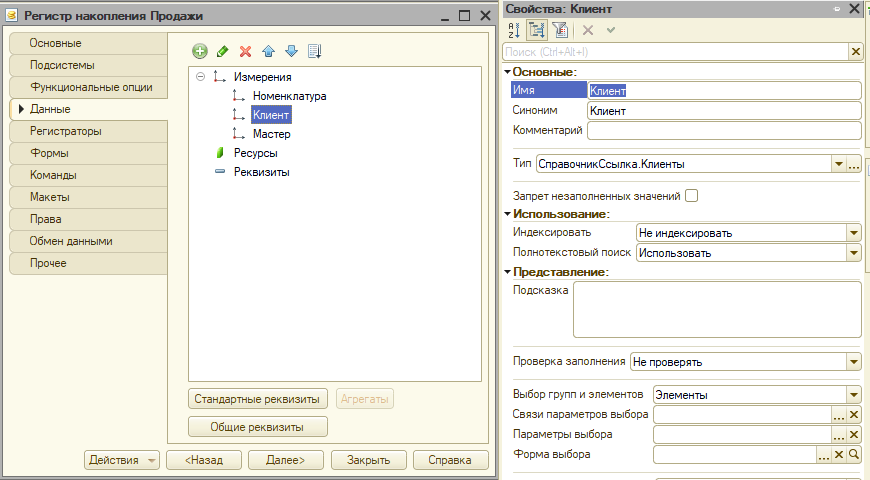 Регистр накопления Продажи
Основные
Подсистемы
Функциональные опции
Данные
Регистраторы
Формы
Команды
Макеты
Права
Обмен данными
Прочее
Измерения
Номенклатура
Клиент
Мастер
Ресурсы
Реквизиты
Стандартные реквизиты
Агрегаты
Общие реквизиты
Действия
<Назад
Далее>
Закрыть
Справка
Свойства: Клиент
Поиск (Ctrl+Alt+I)
Основные:
Имя Клиент
Синоним Клиент
Комментарий
Тип СправочникСсылка.Клиенты
Запрет незаполненных значений
Использование:
Индексировать Не индексировать
Полнотекстовый поиск Использовать
Представление:
Подсказка
Проверка заполнения Не проверять
Выбор групп и элементов Элементы
Связи параметров выбора
Параметры выбора
Форма выбора